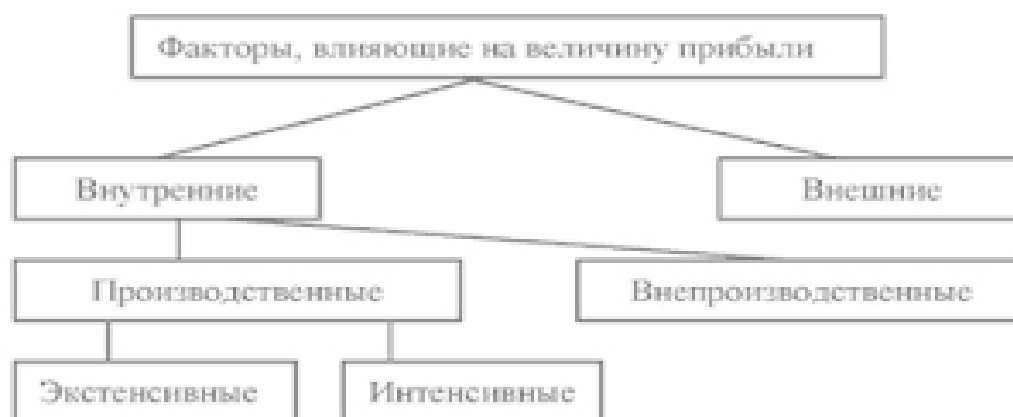 Факторы, влияющие на величину прибыли
Внутренние
Внешние
Производственные
Внепроизводственные
Экстенсивные
Интенсивные